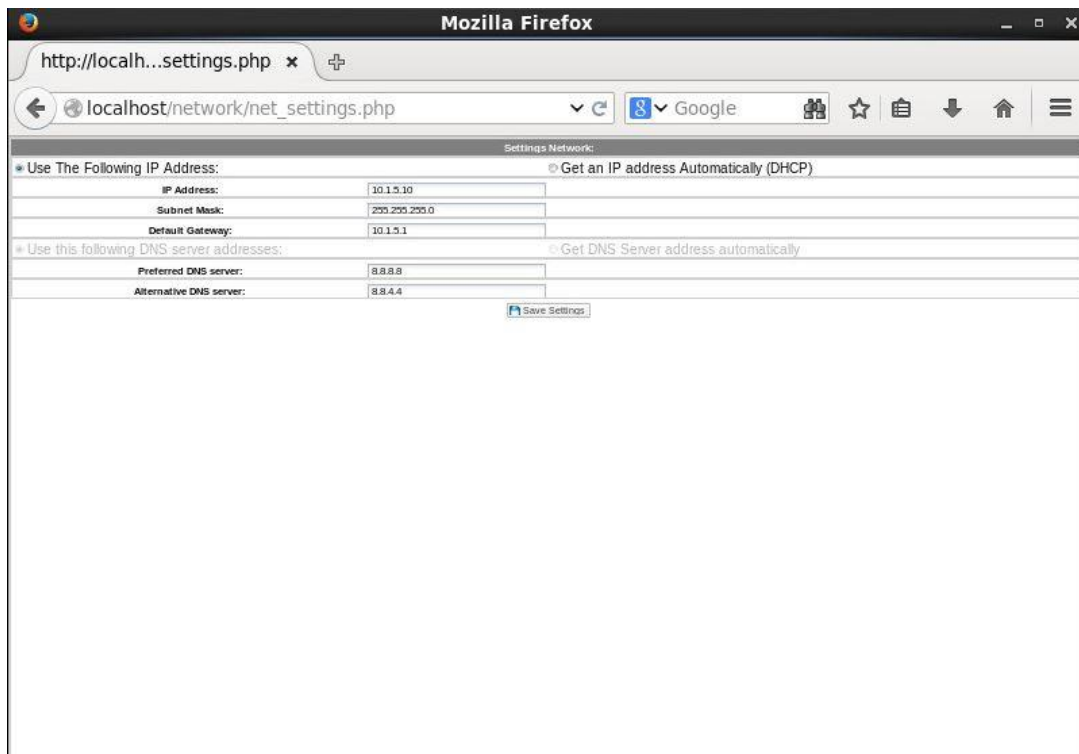 Mozilla Firefox
http://localh...settings.php
localhost/network/net_settings.php
Google
Settings Network:
Use The Following IP Address: Get an IP address Automatically (DHCP)
IP Address: 10.1.5.10
Subnet Mask: 255.255.255.0
Default Gateway: 10.1.5.1
Use this following DNS server addresses: Get DNS Server address automatically
Preferred DNS server: 8.8.8.8
Alternative DNS server: 8.8.4.4
Save Settings